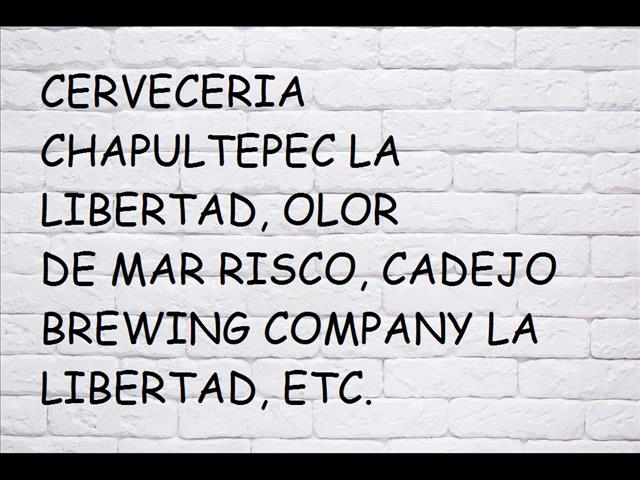 CERVECERIA
CHAPULTEPEC LA
LIBERTAD, OLOR
DE MAR RISCO, CADEJO
BREWING COMPANY LA
LIBERTAD, ETC.